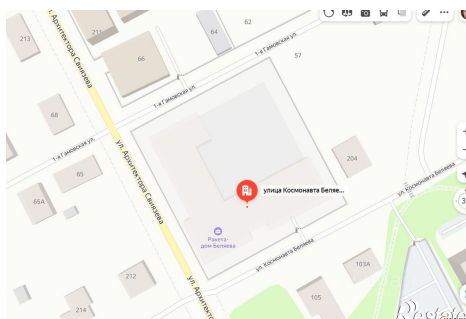 213
211
66
64
62
57
1-я Гамовская ул.
68
ул. Архитектора Свиязева
1-я Гамовская ул.
65
65А
204
улица Космонавта Беляе...
ул. Космонавта Беляева
Ракета-
дом Беляева
ул. Архитектора Свиязева
ул. Космонавта Беляева
212
103А
214
105